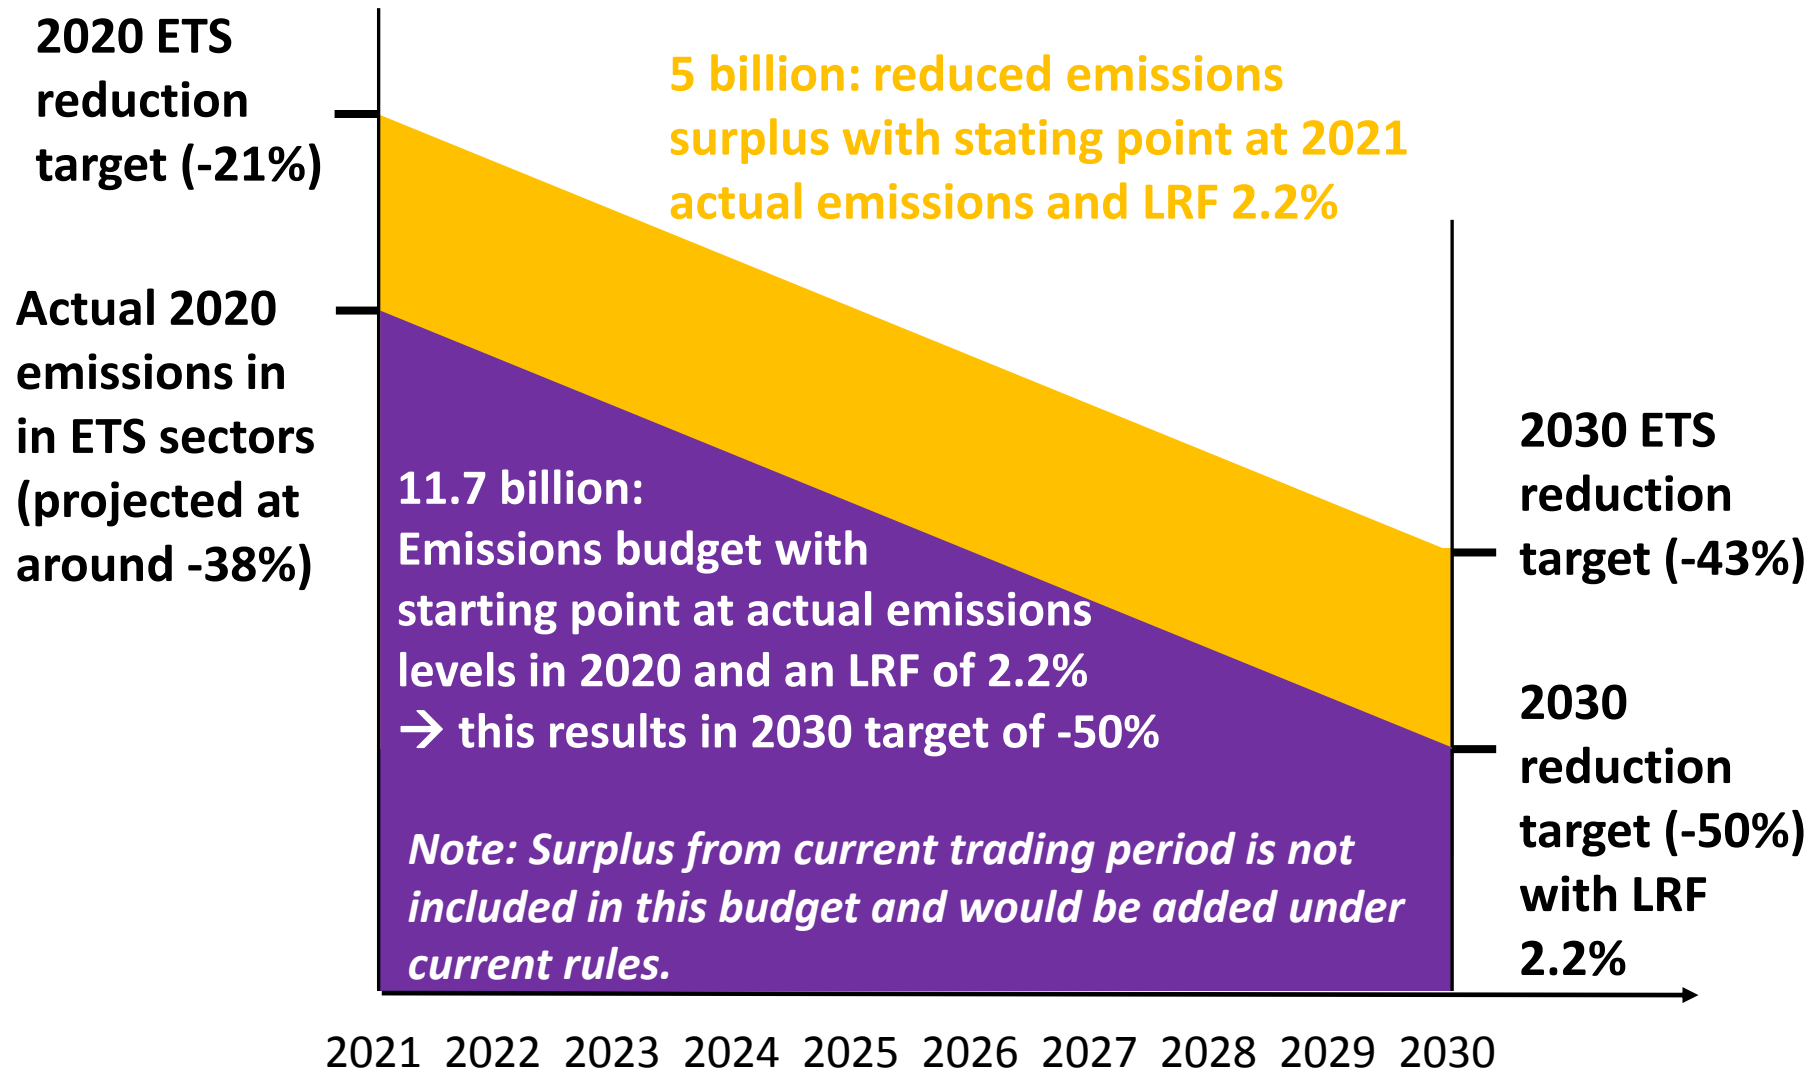 2020 ETS
reduction
target (-21%)
5 billion: reduced emissions
surplus with stating point at 2021
actual emissions and LRF 2.2%
Actual 2020
emissions in
in ETS sectors
(projected at
around -38%)
11.7 billion:
Emissions budget with
starting point at actual emissions
levels in 2020 and an LRF of 2.2%
→ this results in 2030 target of -50%
Note: Surplus from current trading period is not
included in this budget and would be added under
current rules.
2030 ETS
reduction
target (-43%)
2030
reduction
target (-50%)
with LRF
2.2%
2021 2022 2023 2024 2025 2026 2027 2028 2029 2030